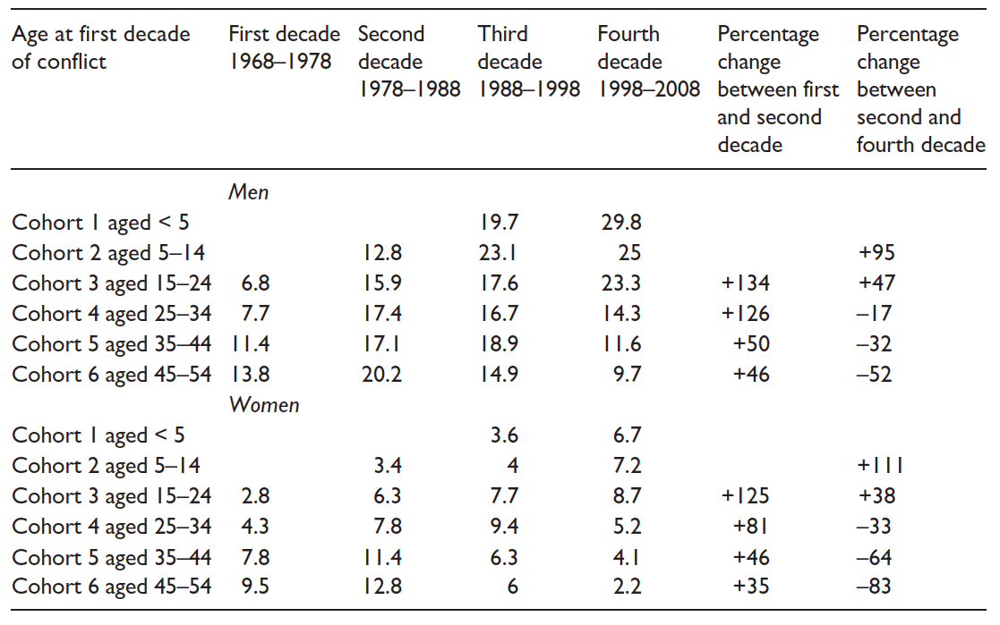 Age at first decade of conflict | First decade 1968–1978 | Second decade 1978–1988 | Third decade 1988–1998 | Fourth decade 1998–2008 | Percentage change between first and second decade | Percentage change between second and fourth decade
Men
Cohort 1 aged < 5 19.7 29.8
Cohort 2 aged 5–14 12.8 23.1 25 +95
Cohort 3 aged 15–24 6.8 15.9 17.6 23.3 +134 +47
Cohort 4 aged 25–34 7.7 17.4 16.7 14.3 +126 –17
Cohort 5 aged 35–44 11.4 17.1 18.9 11.6 +50 –32
Cohort 6 aged 45–54 13.8 20.2 14.9 9.7 +46 –52
Women
Cohort 1 aged < 5 3.6 6.7
Cohort 2 aged 5–14 3.4 4 7.2 +111
Cohort 3 aged 15–24 2.8 6.3 7.7 8.7 +125 +38
Cohort 4 aged 25–34 4.3 7.8 9.4 5.2 +81 –33
Cohort 5 aged 35–44 7.8 11.4 6.3 4.1 +46 –64
Cohort 6 aged 45–54 9.5 12.8 6 2.2 +35 –83